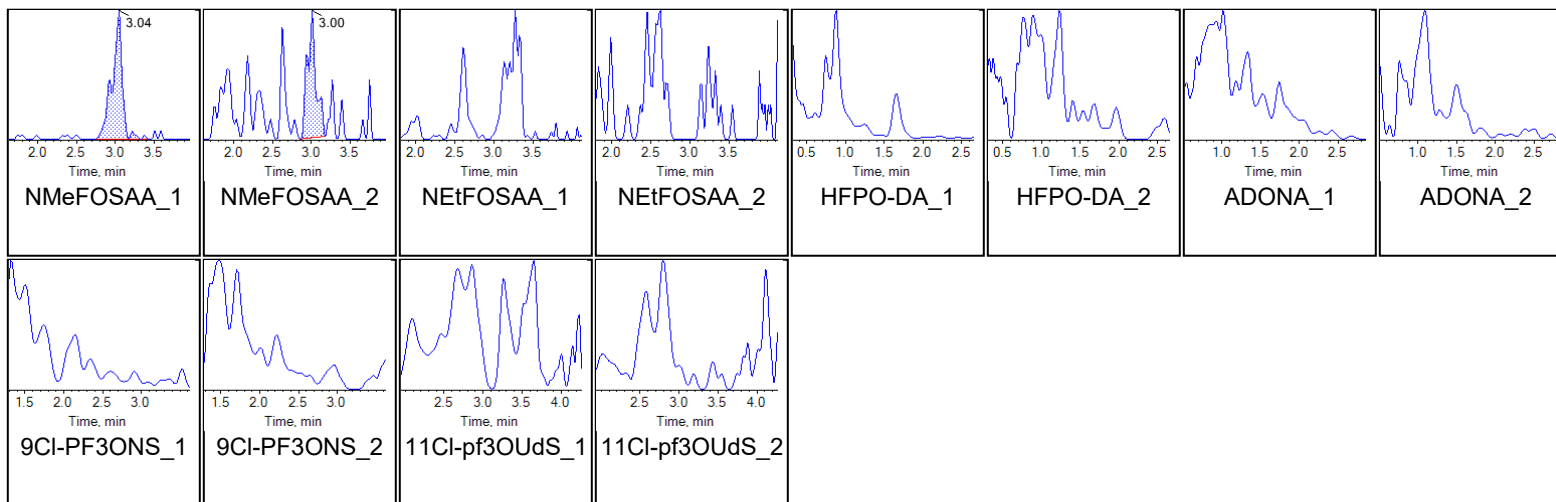 3.04 3.00
2.0 2.5 3.0 3.5 2.0 2.5 3.0 3.5 2.0 2.5 3.0 3.5 2.0 2.5 3.0 3.5 0.5 1.0 1.5 2.0 2.5 0.5 1.0 1.5 2.0 2.5 1.0 1.5 2.0 2.5 1.0 1.5 2.0 2.5
Time, min Time, min Time, min Time, min Time, min Time, min Time, min Time, min
NMeFOSAA_1 NMeFOSAA_2 NEtFOSAA_1 NEtFOSAA_2 HFPO-DA_1 HFPO-DA_2 ADONA_1 ADONA_2
1.5 2.0 2.5 3.0 1.5 2.0 2.5 3.0 2.5 3.0 3.5 4.0 2.5 3.0 3.5 4.0
Time, min Time, min Time, min Time, min
9Cl-PF3ONS_1 9Cl-PF3ONS_2 11Cl-pf3OUdS_1 11Cl-pf3OUdS_2